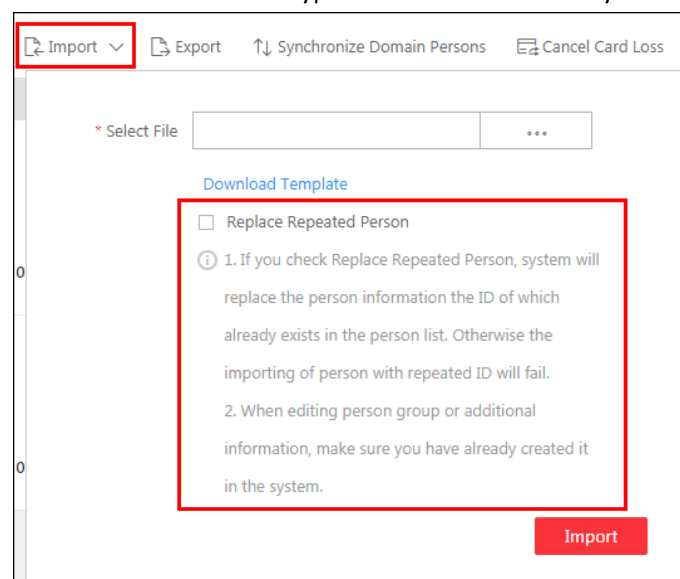 Import Export Synchronize Domain Persons Cancel Card Loss
* Select File
Download Template
Replace Repeated Person
1. If you check Replace Repeated Person, system will
replace the person information the ID of which
already exists in the person list. Otherwise the
importing of person with repeated ID will fail.
2. When editing person group or additional
information, make sure you have already created it
in the system.
Import